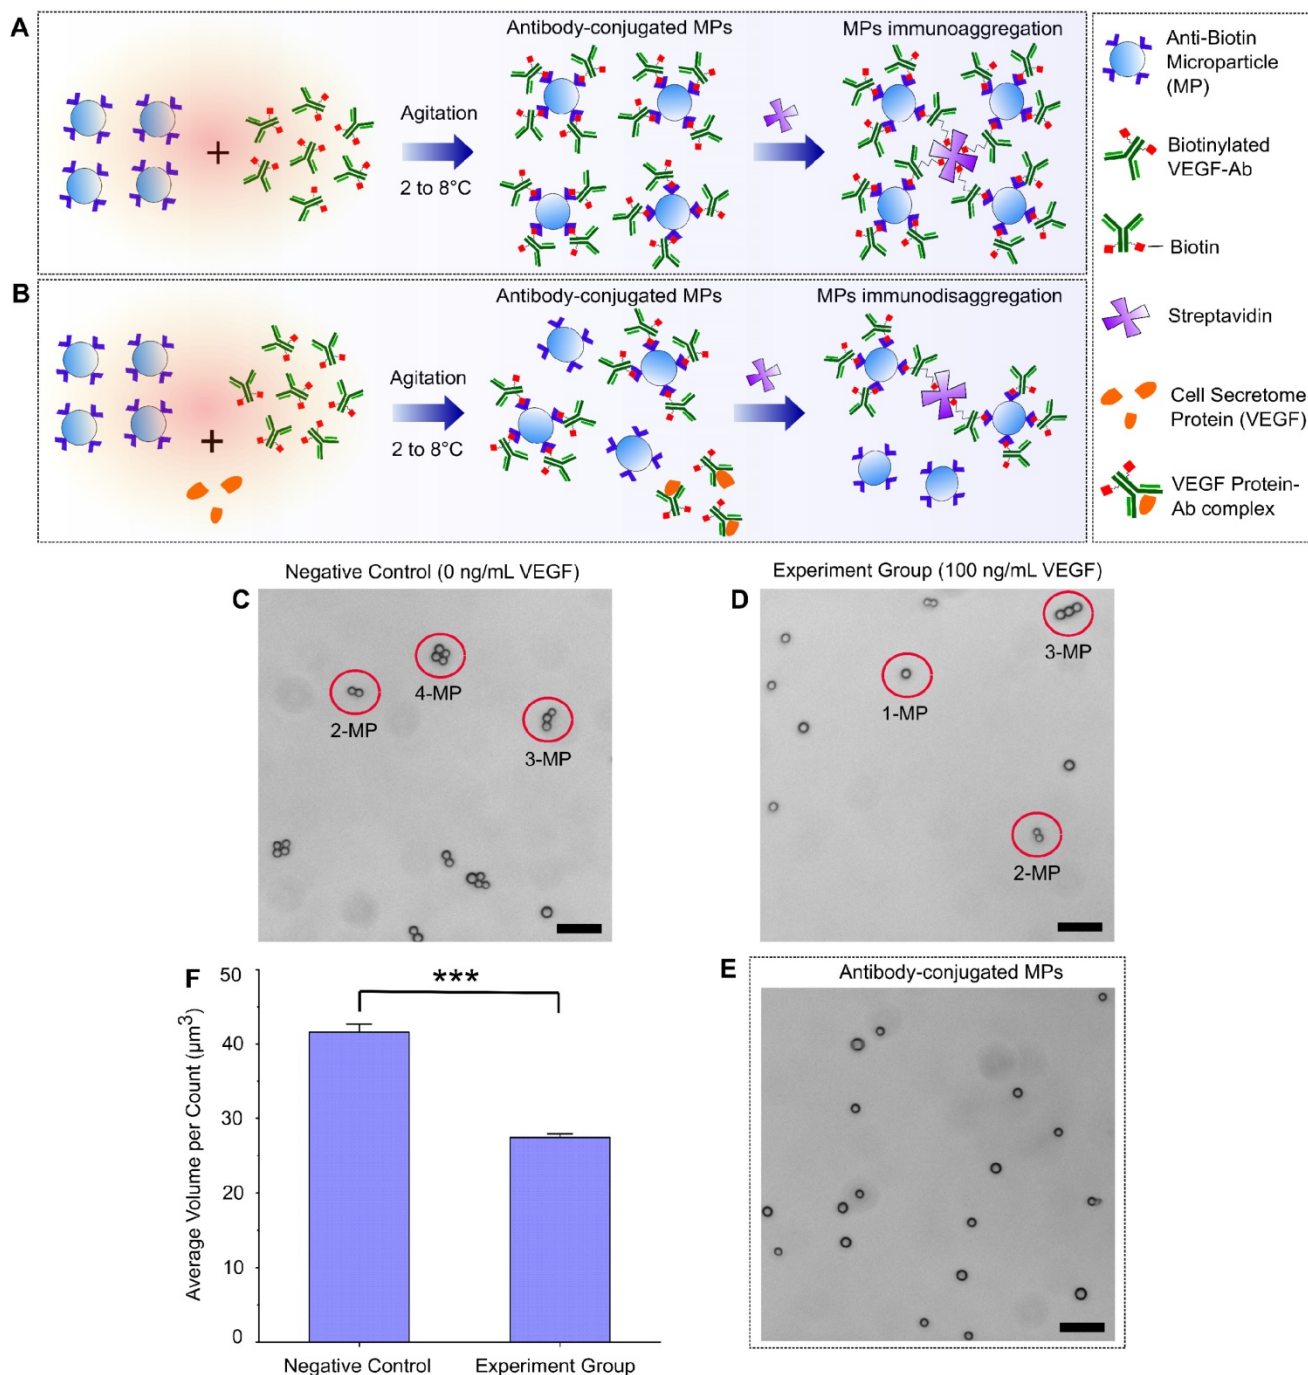 A
Antibody-conjugated MPs
MPs immunoaggregation
Agitation
2 to 8°C
+
Anti-Biotin
Microparticle
(MP)
Biotinylated
VEGF-Ab
Biotin
Streptavidin
Cell Secretome
Protein (VEGF)
VEGF Protein-
Ab complex
B
Antibody-conjugated MPs
MPs immunodisaggregation
Agitation
2 to 8°C
+
Negative Control (0 ng/mL VEGF)
C
2-MP
4-MP
3-MP
Experiment Group (100 ng/mL VEGF)
D
3-MP
1-MP
2-MP
F
Average Volume per Count (µm³)
50
40
30
20
10
0
***
Negative Control
Experiment Group
E
Antibody-conjugated MPs